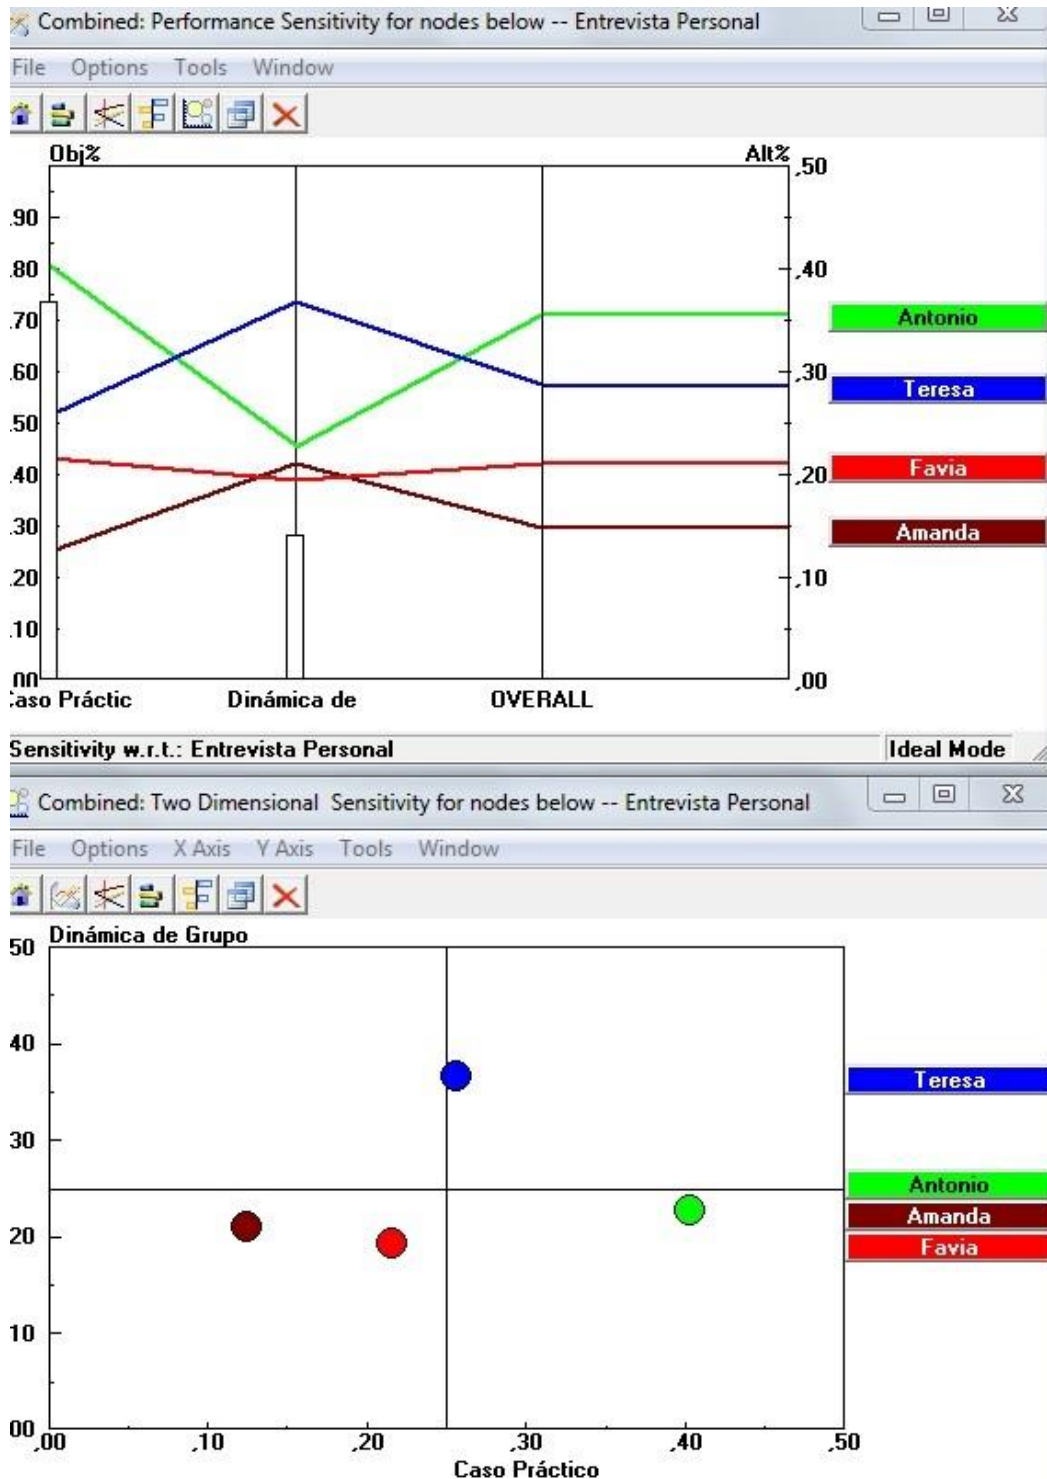 Combined: Performance Sensitivity for nodes below -- Entrevista Personal
File Options Tools Window
Obj% Alt%
,50
.90
.80 ,40
.70
Antonio
.60 ,30
Teresa
.50
.40 ,20
Favia
.30
Amanda
.20 ,10
.10
.00 ,00
Caso Práctic Dinámica de OVERALL
Sensitivity w.r.t.: Entrevista Personal Ideal Mode
Combined: Two Dimensional Sensitivity for nodes below -- Entrevista Personal
File Options X Axis Y Axis Tools Window
Dinámica de Grupo
50
40
Teresa
30
Antonio
Amanda
20
Favia
10
00
,00 ,10 ,20 ,30 ,40 ,50
Caso Práctico